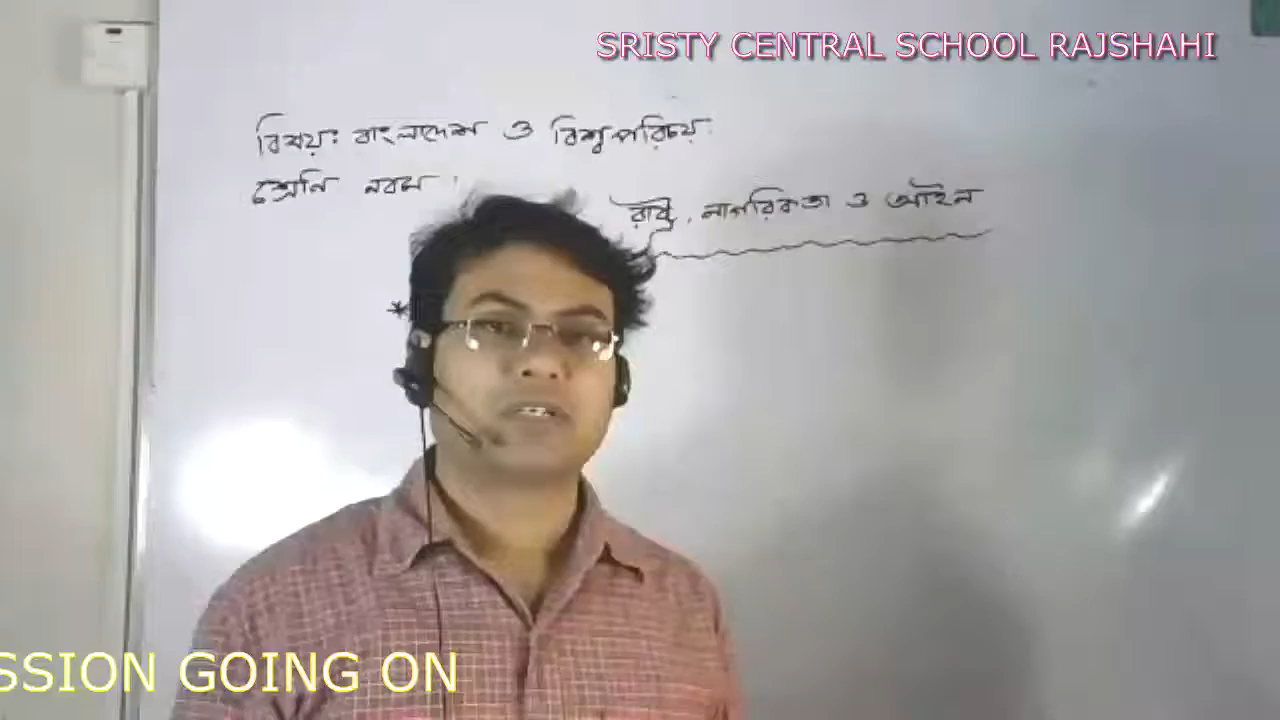 SRISTY CENTRAL SCHOOL RAJSHAHI
বিষয়: বাংলাদেশ ও বিশ্বপরিচয়
শ্রেনি নবম
রাষ্ট্র, নাগরিকতা ও আইন
*
SSION GOING ON